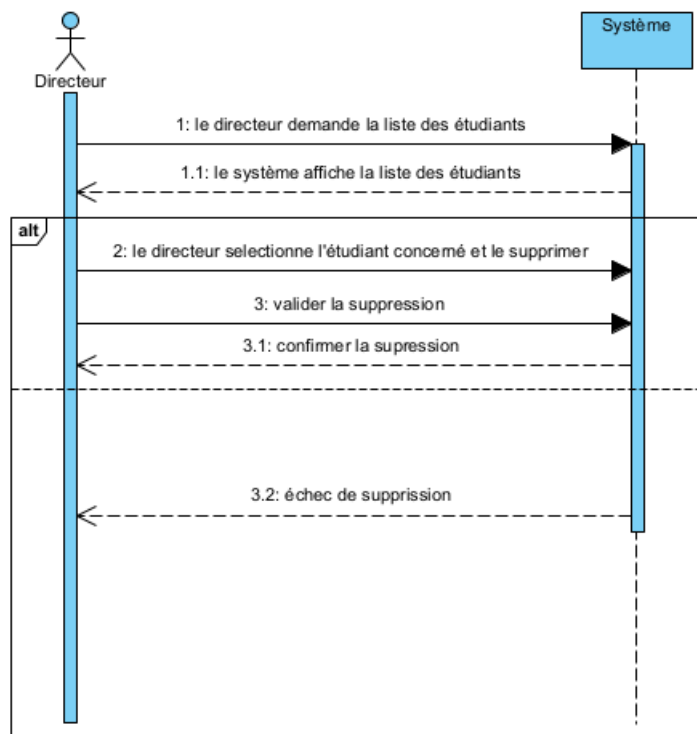 Système
Directeur
1: le directeur demande la liste des étudiants
1.1: le système affiche la liste des étudiants
alt
2: le directeur selectionne l'étudiant concerné et le supprimer
3: valider la suppression
3.1: confirmer la supression
3.2: échec de supprission